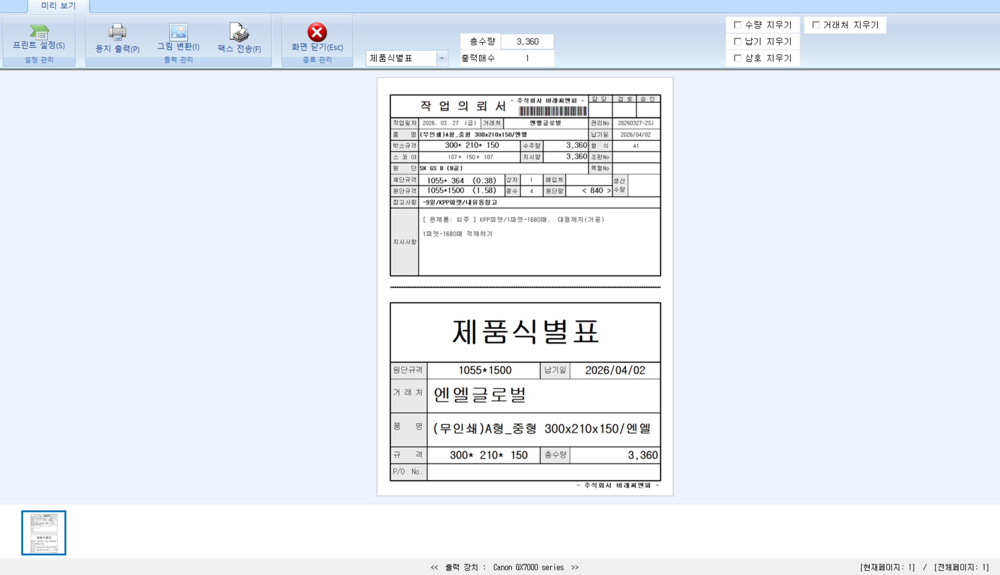 미리 보기
프린트 설정(S)
설정 관리
용지 출력(P) 그림 변환(I) 팩스 전송(F)
출력 관리
화면 닫기(Esc)
종료 관리
제품식별표
총수량 3,360
출력매수 1
수량 지우기 거래처 지우기
납기 지우기
상호 지우기
작 업 의 뢰 서 - 주식회사 바래씨앤피 - 담 당 검 토 승 인
작업일자 2026. 03. 27 (금) 거래처 엔엘글로벌 관리No 20260327-2SJ
품 명 (무인쇄)A형_중형 300x210x150/엔엘 납기일 2026/04/02
박스규격 300* 210* 150 수주량 3,360 형 식 A1
스 코 아 107+ 150+ 107 지시량 3,360 조판No
원 단 SK GS B (B골) 목형No
재단규격 1055* 364 (0.38) 상자 1 매입처 생산
원단규격 1055*1500 (1.58) 절수 4 원단량 < 840 > 수량
참고사항 ~9일/KPP파렛/내유동창고
지시사항 [ 완제품: 외주 ] KPP파렛/1파렛-1680매, 대림제지(가공)
1파렛-1680매 적재하기
제품식별표
원단규격 1055*1500 납기일 2026/04/02
거 래 처 엔엘글로벌
품 명 (무인쇄)A형_중형 300x210x150/엔엘
규 격 300* 210* 150 총수량 3,360
P/O No.
- 주식회사 바래씨앤피 -
<< 출력 장치 : Canon GX7000 series >>
[현재페이지: 1] / [전체페이지: 1]